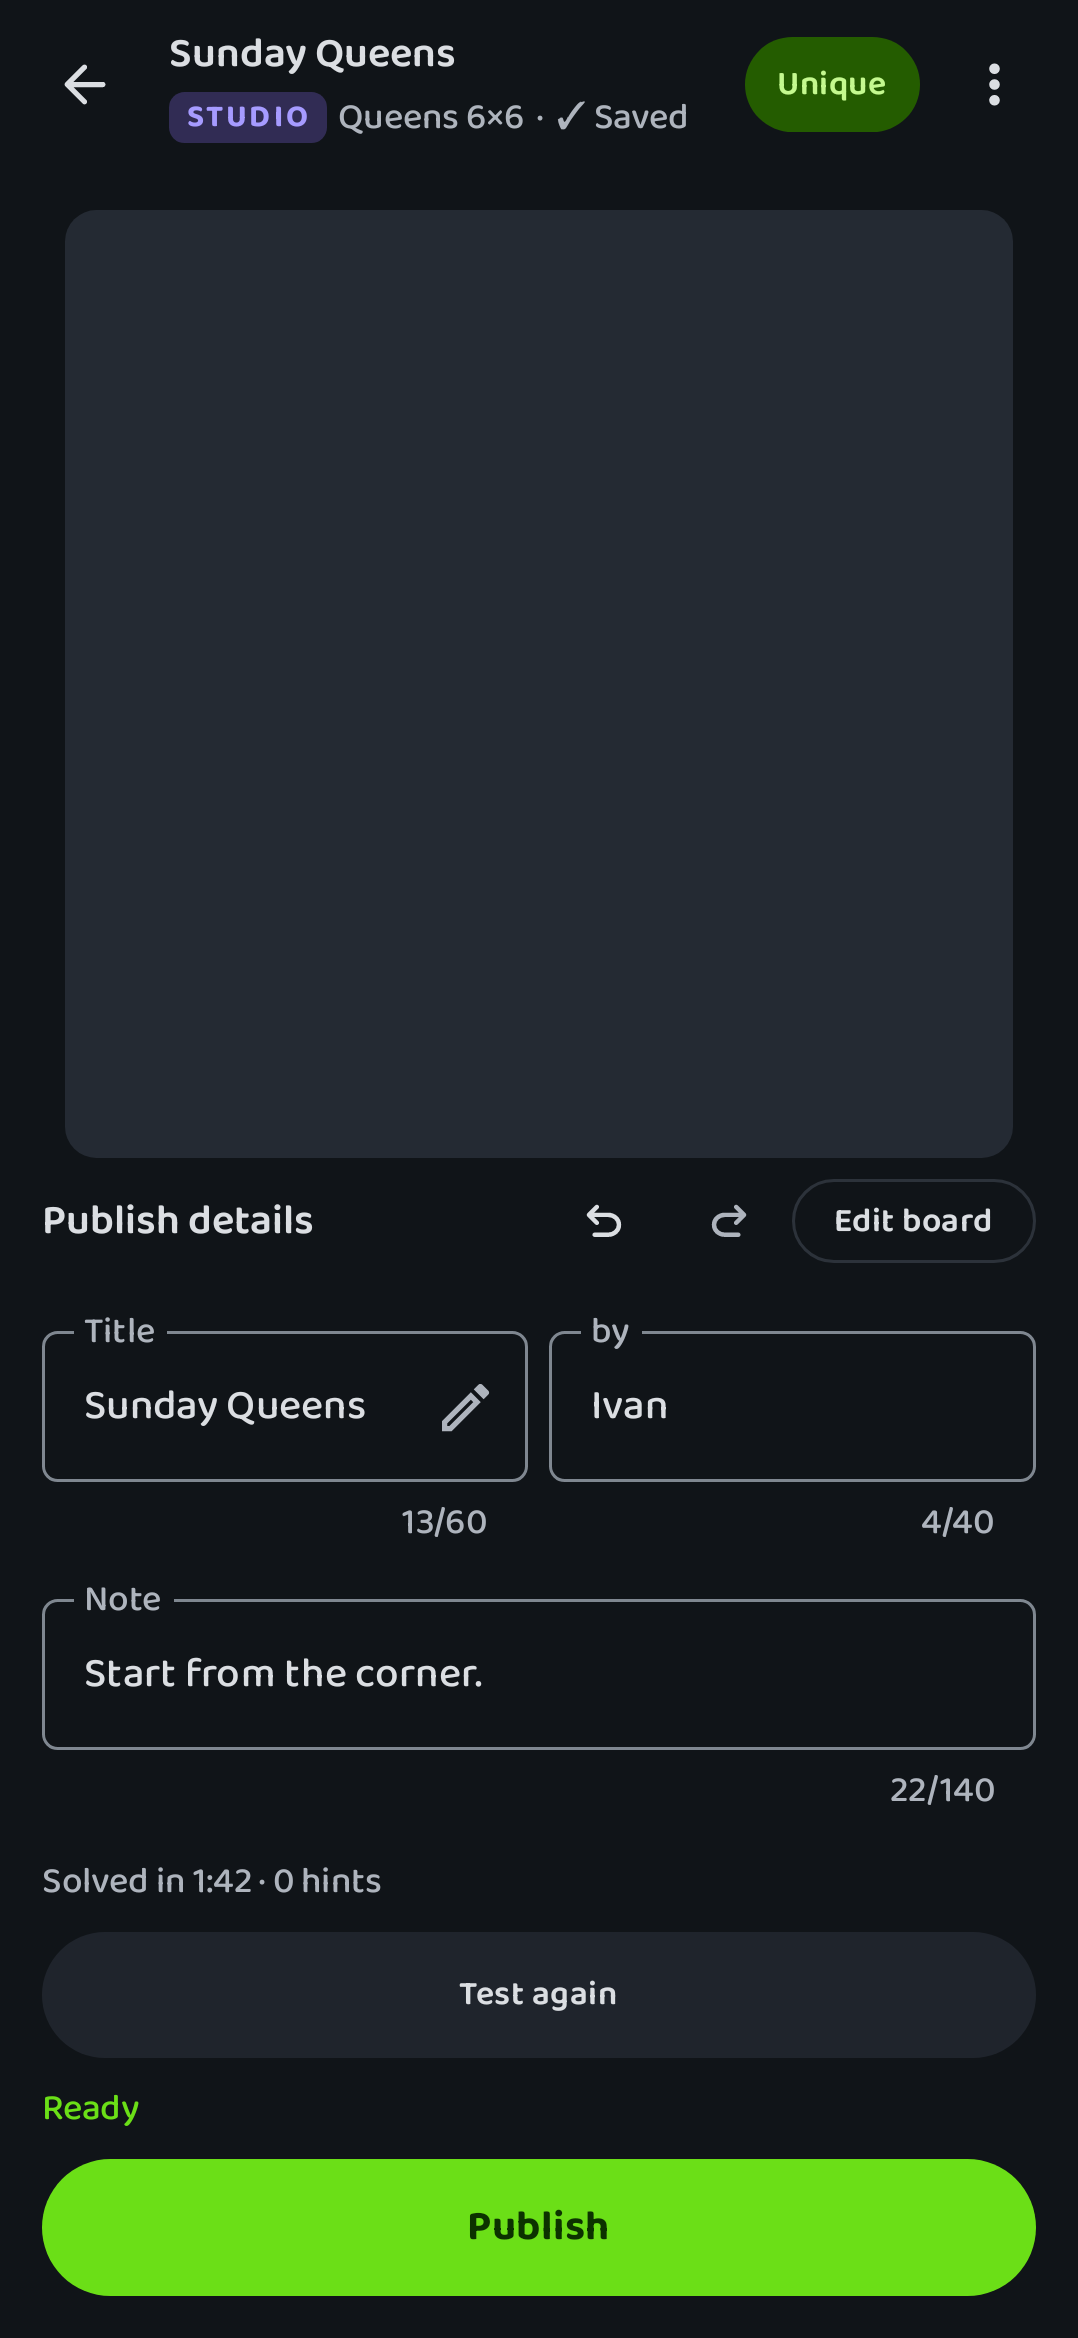 Sunday Queens
Unique
STUDIO Queens 6×6 · ✓ Saved
Publish details
Edit board
Title
Sunday Queens
13/60
by
Ivan
4/40
Note
Start from the corner.
22/140
Solved in 1:42 · 0 hints
Test again
Ready
Publish